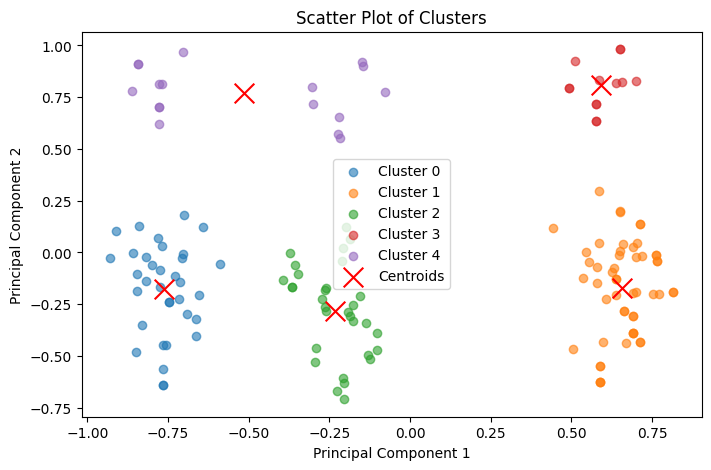 Scatter Plot of Clusters
1.00
0.75
0.50
0.25
0.00
−0.25
−0.50
−0.75
Principal Component 2
Cluster 0
Cluster 1
Cluster 2
Cluster 3
Cluster 4
Centroids
−1.00 −0.75 −0.50 −0.25 0.00 0.25 0.50 0.75
Principal Component 1